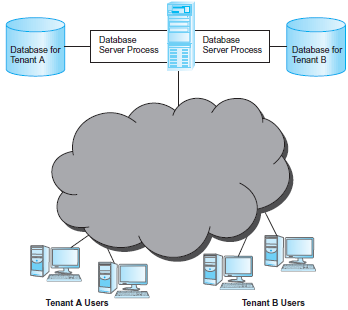 Database for
Tenant A
Database
Server Process
Database
Server Process
Database for
Tenant B
Tenant A Users
Tenant B Users